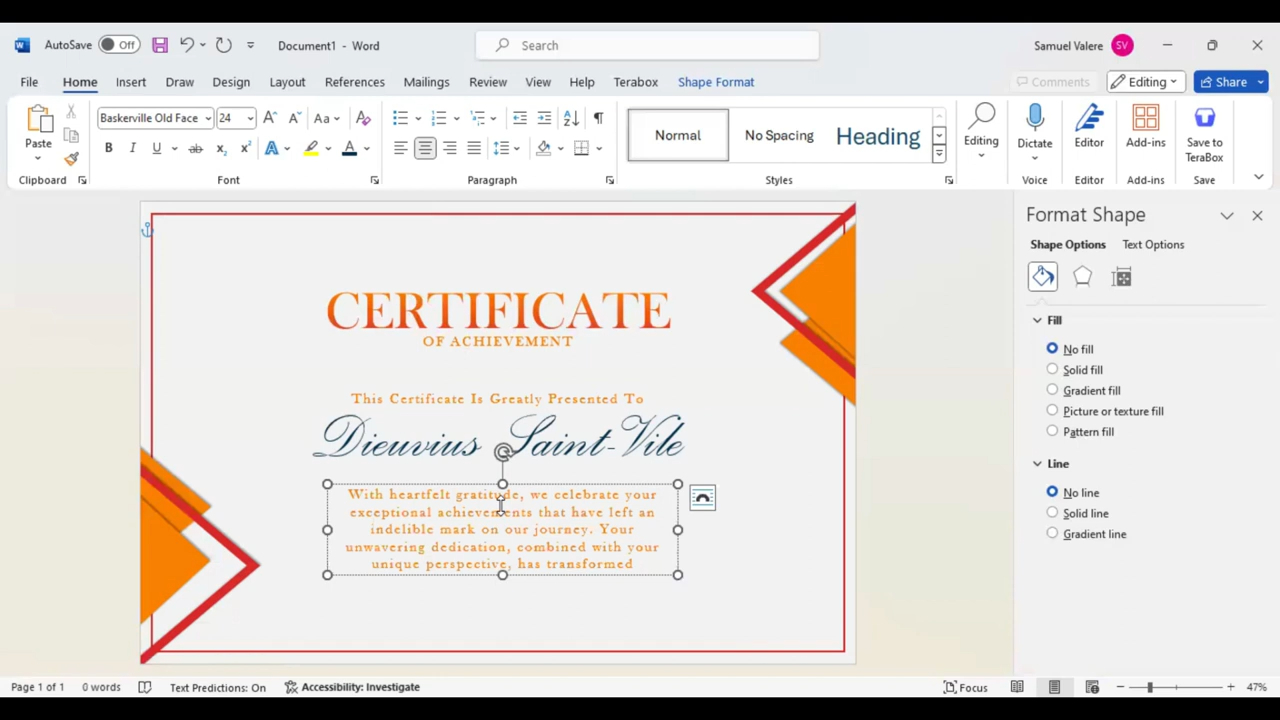 AutoSave Off Document1 - Word Search Samuel Valere SV
File Home Insert Draw Design Layout References Mailings Review View Help Terabox Shape Format Comments Editing Share
Paste Baskerville Old Face 24 Aa Normal No Spacing Heading Editing Dictate Editor Add-ins Save to TeraBox
Clipboard Font Paragraph Styles Voice Editor Add-ins Save
Format Shape
Shape Options Text Options
Fill
No fill
Solid fill
Gradient fill
Picture or texture fill
Pattern fill
Line
No line
Solid line
Gradient line
CERTIFICATE
OF ACHIEVEMENT
This Certificate Is Greatly Presented To
Dieuvius Saint-Vile
With heartfelt gratitude, we celebrate your
exceptional achievements that have left an
indelible mark on our journey. Your
unwavering dedication, combined with your
unique perspective, has transformed
Page 1 of 1 0 words Text Predictions: On Accessibility: Investigate Focus 47%